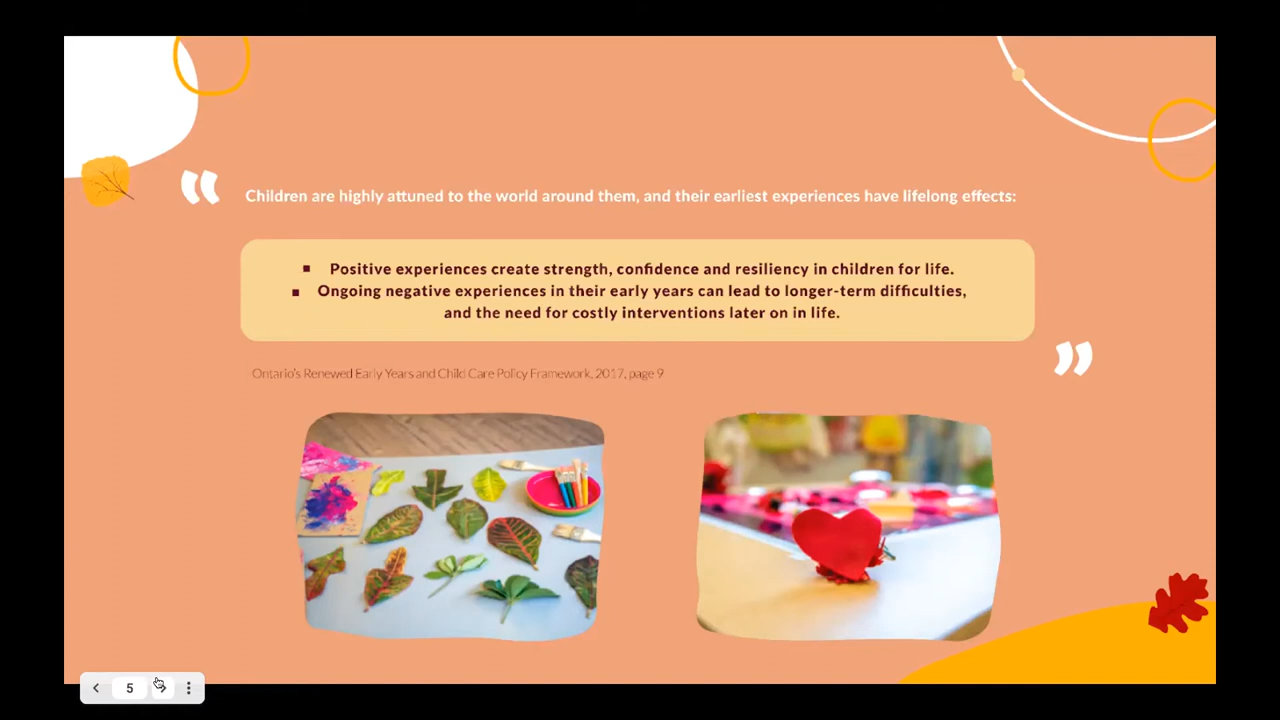 “
Children are highly attuned to the world around them, and their earliest experiences have lifelong effects:
▪ Positive experiences create strength, confidence and resiliency in children for life.
▪ Ongoing negative experiences in their early years can lead to longer-term difficulties,
and the need for costly interventions later on in life.
”
Ontario's Renewed Early Years and Child Care Policy Framework, 2017, page 9
5